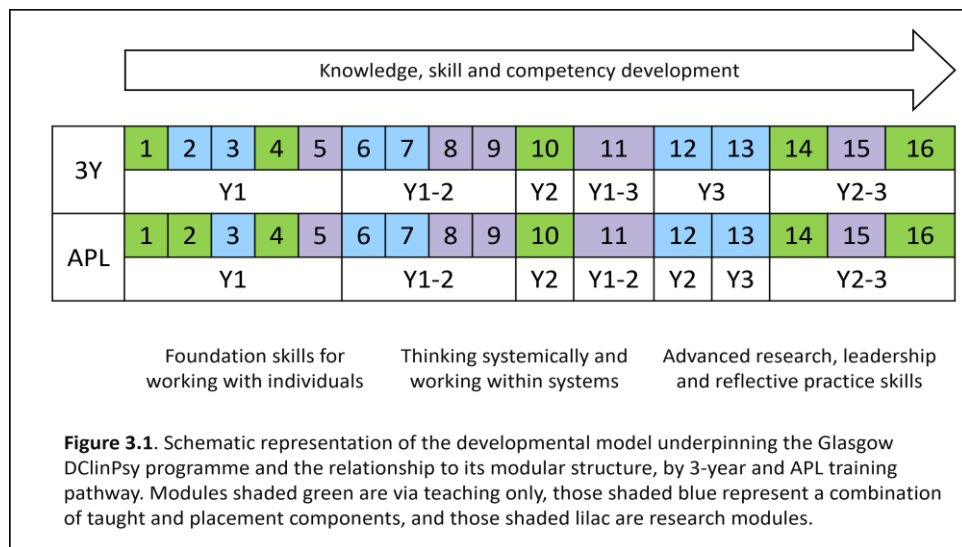 Knowledge, skill and competency development
3Y
1 2 3 4 5 6 7 8 9 10 11 12 13 14 15 16
Y1 Y1-2 Y2 Y1-3 Y3 Y2-3
APL
1 2 3 4 5 6 7 8 9 10 11 12 13 14 15 16
Y1 Y1-2 Y2 Y1-2 Y2 Y3 Y2-3
Foundation skills for
working with individuals
Thinking systemically and
working within systems
Advanced research, leadership
and reflective practice skills
Figure 3.1. Schematic representation of the developmental model underpinning the Glasgow
DClinPsy programme and the relationship to its modular structure, by 3-year and APL training
pathway. Modules shaded green are via teaching only, those shaded blue represent a combination
of taught and placement components, and those shaded lilac are research modules.